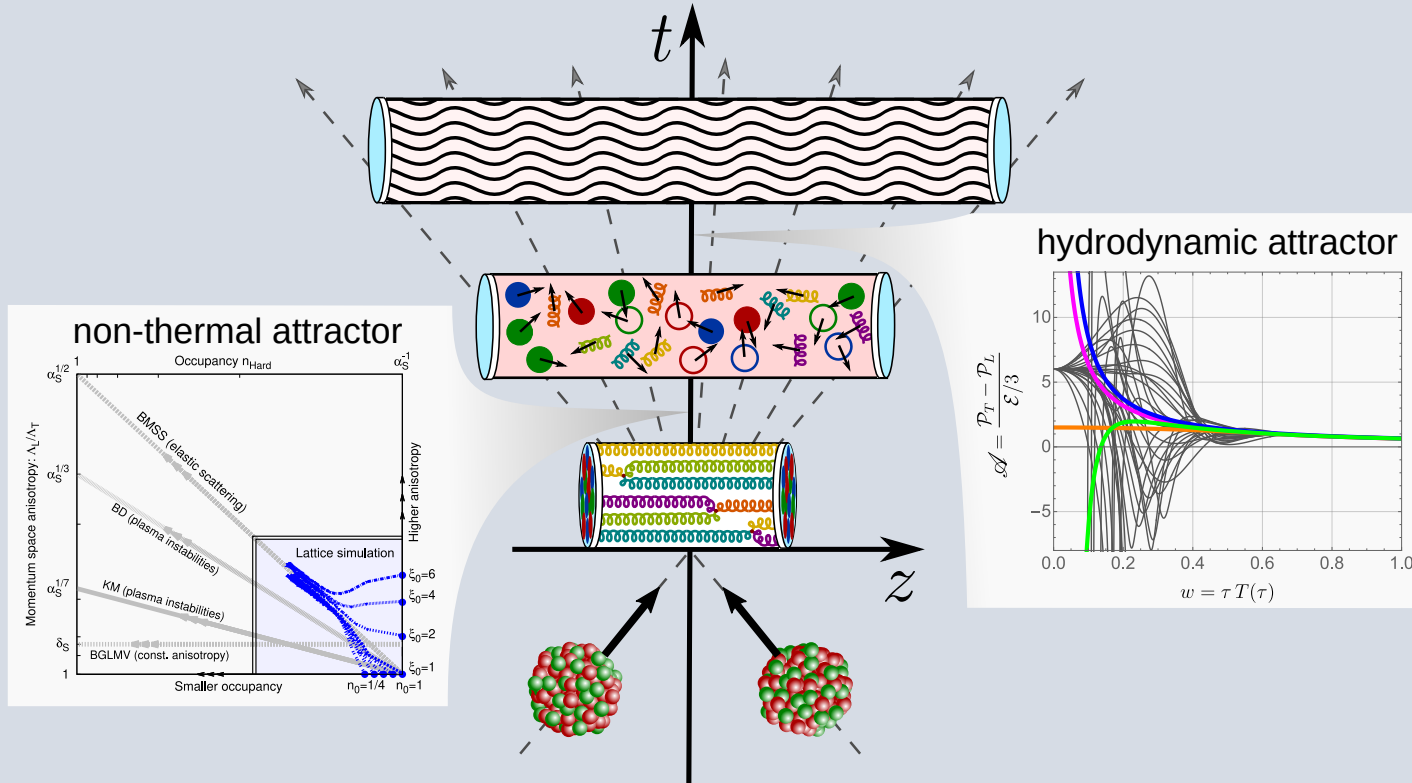 t
z
non-thermal attractor
Occupancy n_Hard
1
α_S^-1
α_S^1/2
α_S^1/3
α_S^1/7
δ_S
1
Momentum space anisotropy: Λ_L/Λ_T
BMSS (elastic scattering)
BD (plasma instabilities)
KM (plasma instabilities)
BGLMV (const. anisotropy)
Lattice simulation
Higher anisotropy
ξ_0=6
ξ_0=4
ξ_0=2
ξ_0=1
Smaller occupancy
n_0=1/4
n_0=1
hydrodynamic attractor
𝒜 = (𝒫_T − 𝒫_L)/(ℰ/3)
10
5
0
−5
0.0 0.2 0.4 0.6 0.8 1.0
w = τ T(τ)